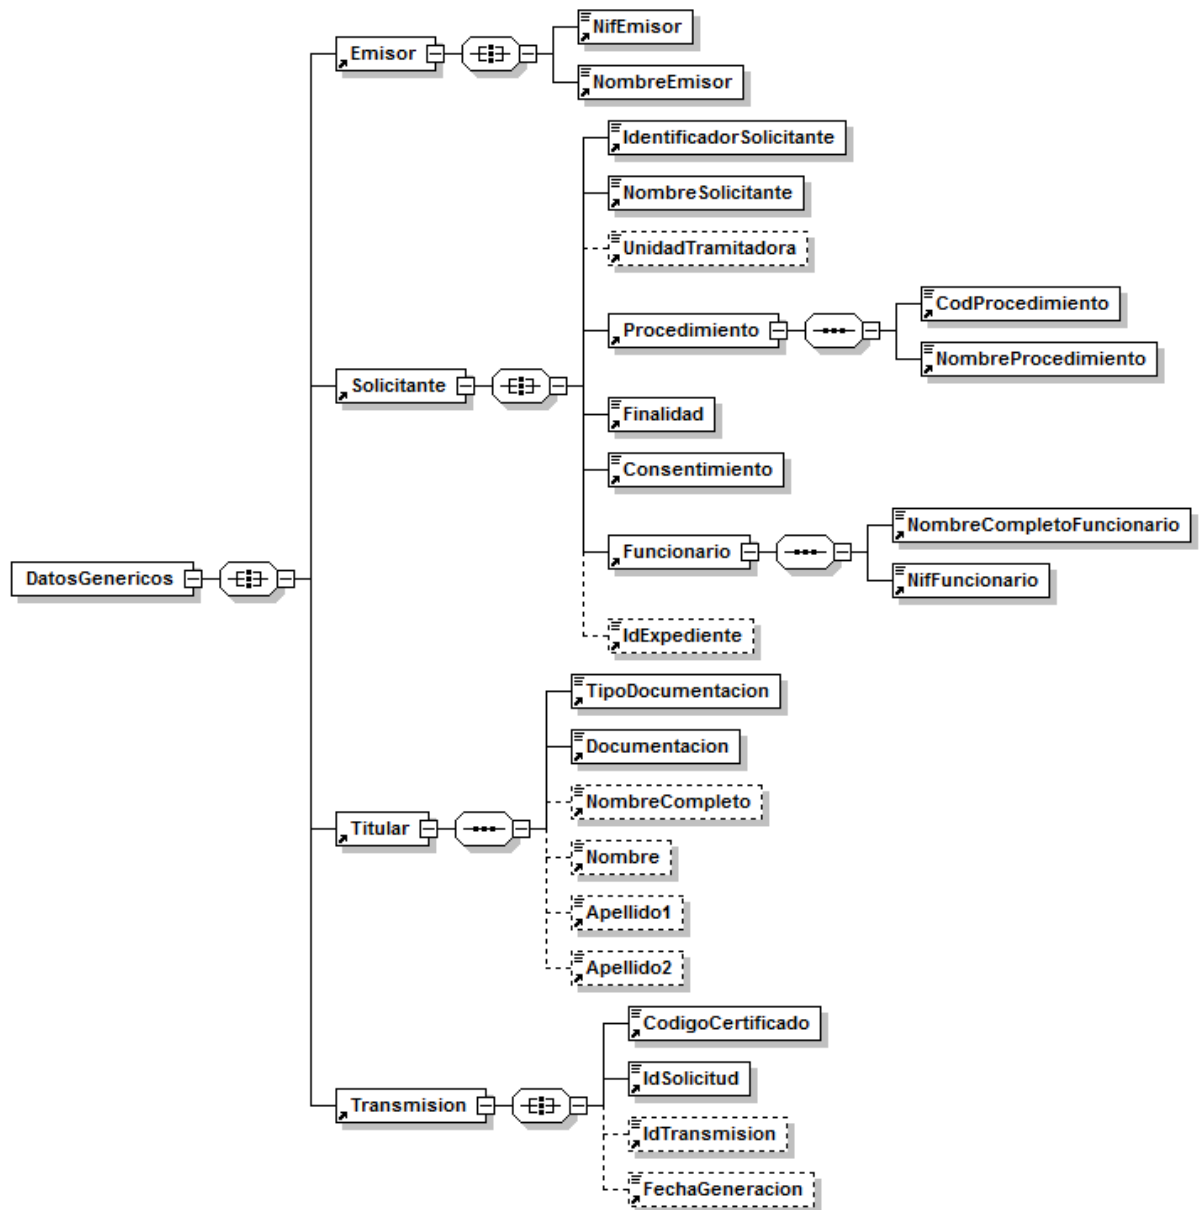 NifEmisor
Emisor
NombreEmisor
IdentificadorSolicitante
NombreSolicitante
UnidadTramitadora
CodProcedimiento
Procedimiento
NombreProcedimiento
Solicitante
Finalidad
Consentimiento
NombreCompletoFuncionario
Funcionario
DatosGenericos
NifFuncionario
IdExpediente
TipoDocumentacion
Documentacion
NombreCompleto
Titular
Nombre
Apellido1
Apellido2
CodigoCertificado
IdSolicitud
Transmision
IdTransmision
FechaGeneracion